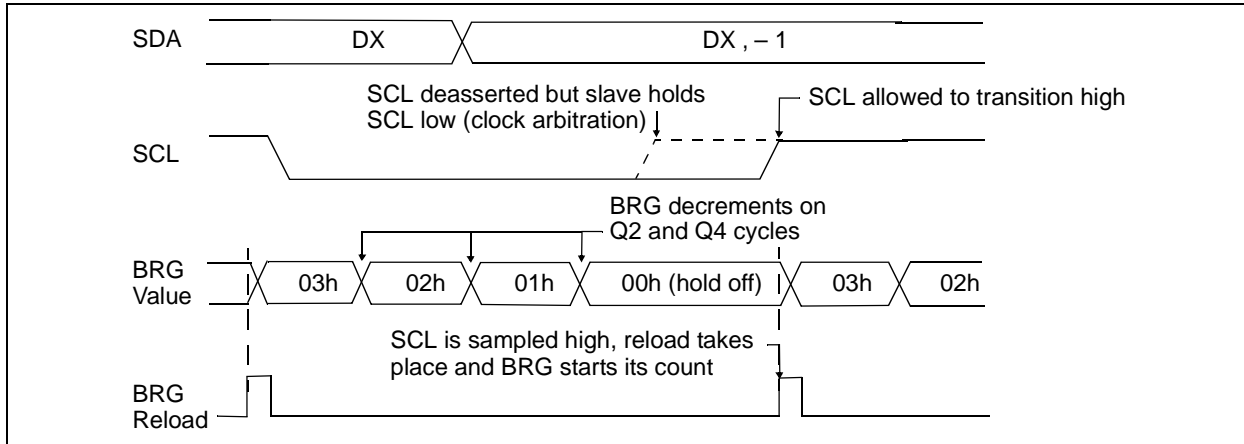 SDA
DX
DX , – 1
SCL deasserted but slave holds
SCL low (clock arbitration)
SCL allowed to transition high
SCL
BRG decrements on
Q2 and Q4 cycles
BRG
Value
03h
02h
01h
00h (hold off)
03h
02h
SCL is sampled high, reload takes
place and BRG starts its count
BRG
Reload